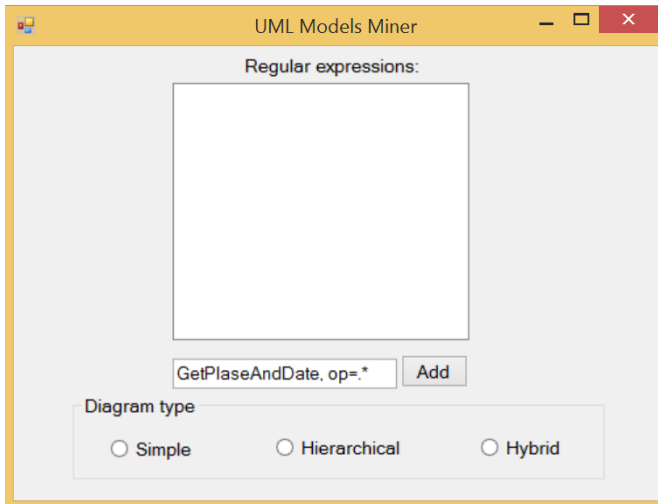 UML Models Miner
Regular expressions:
GetPlaseAndDate, op=.*
Add
Diagram type
Simple Hierarchical Hybrid